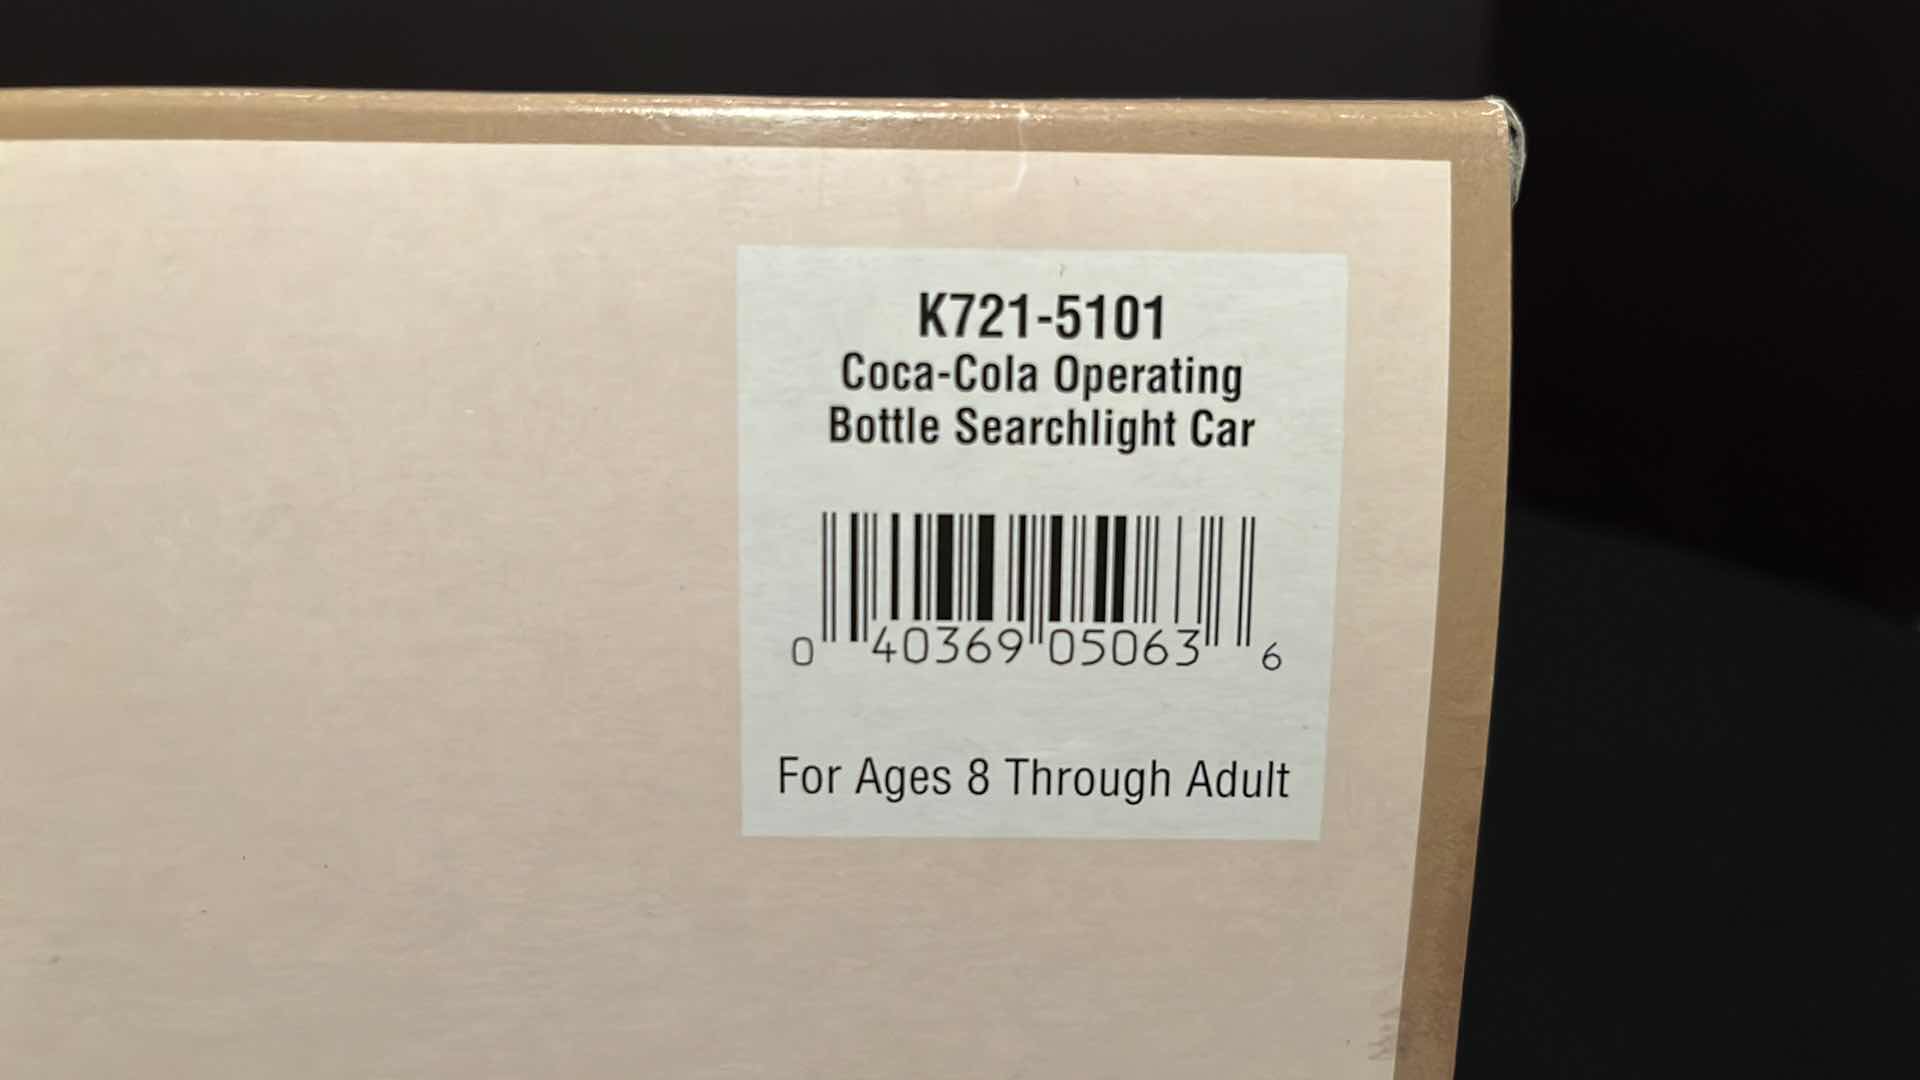 K721-5101
Coca-Cola Operating
Bottle Searchlight Car
0 40369 05063 6
For Ages 8 Through Adult